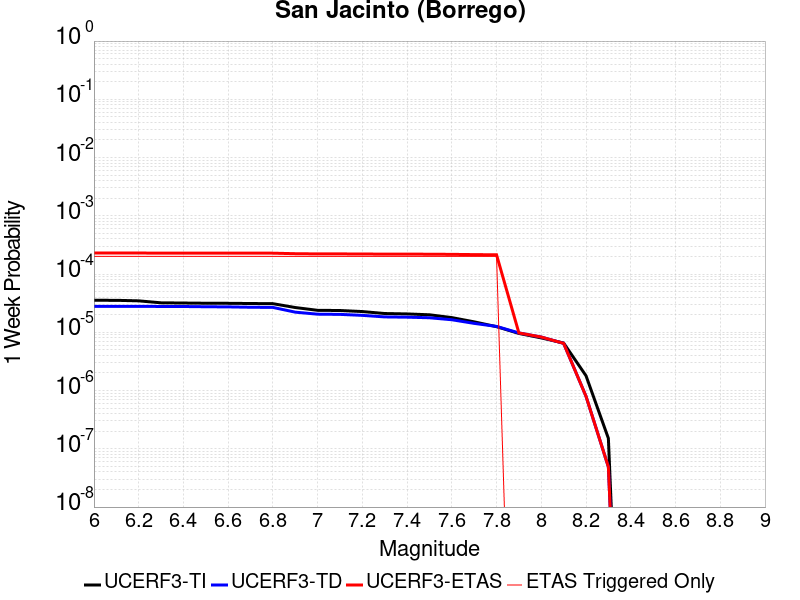 San Jacinto (Borrego)
10^0
10^-1
10^-2
10^-3
10^-4
10^-5
10^-6
10^-7
10^-8
1 Week Probability
6 6.2 6.4 6.6 6.8 7 7.2 7.4 7.6 7.8 8 8.2 8.4 8.6 8.8 9
Magnitude
UCERF3-TI UCERF3-TD UCERF3-ETAS ETAS Triggered Only